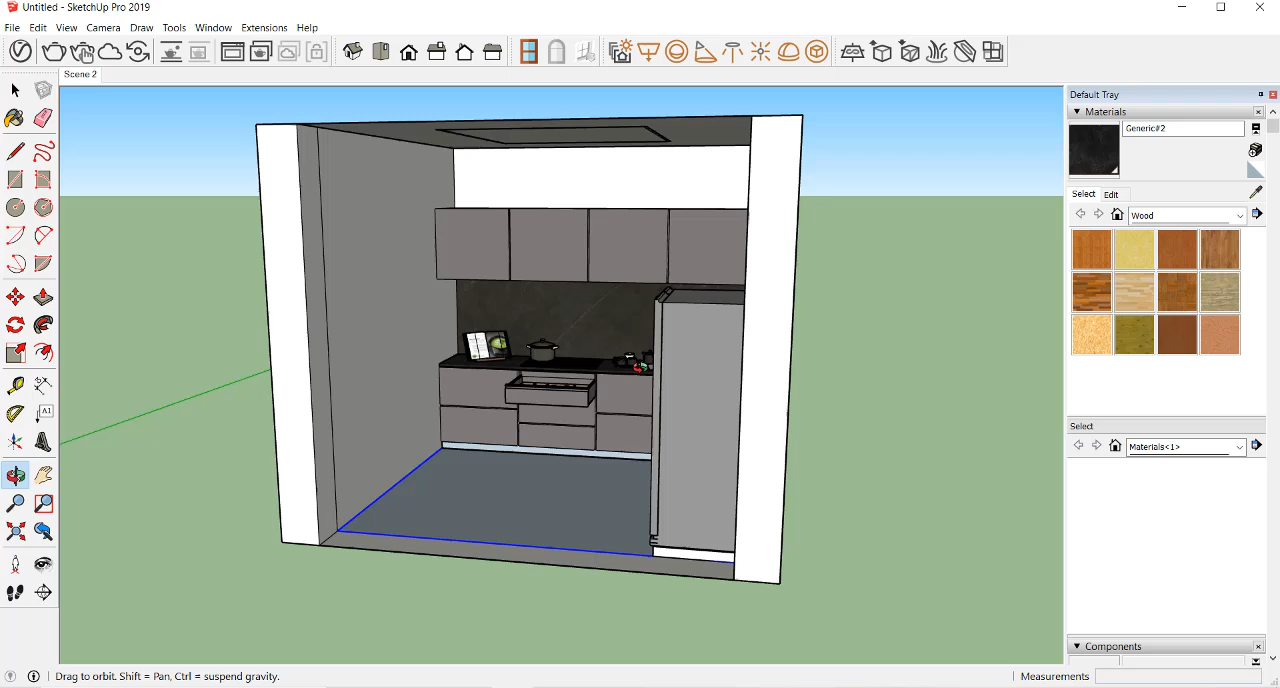 Untitled - SketchUp Pro 2019
File Edit View Camera Draw Tools Window Extensions Help
Scene 2
Default Tray
Materials
Generic#2
Select Edit
Wood
A1
Select
Materials<1>
Components
Drag to orbit. Shift = Pan, Ctrl = suspend gravity.
Measurements